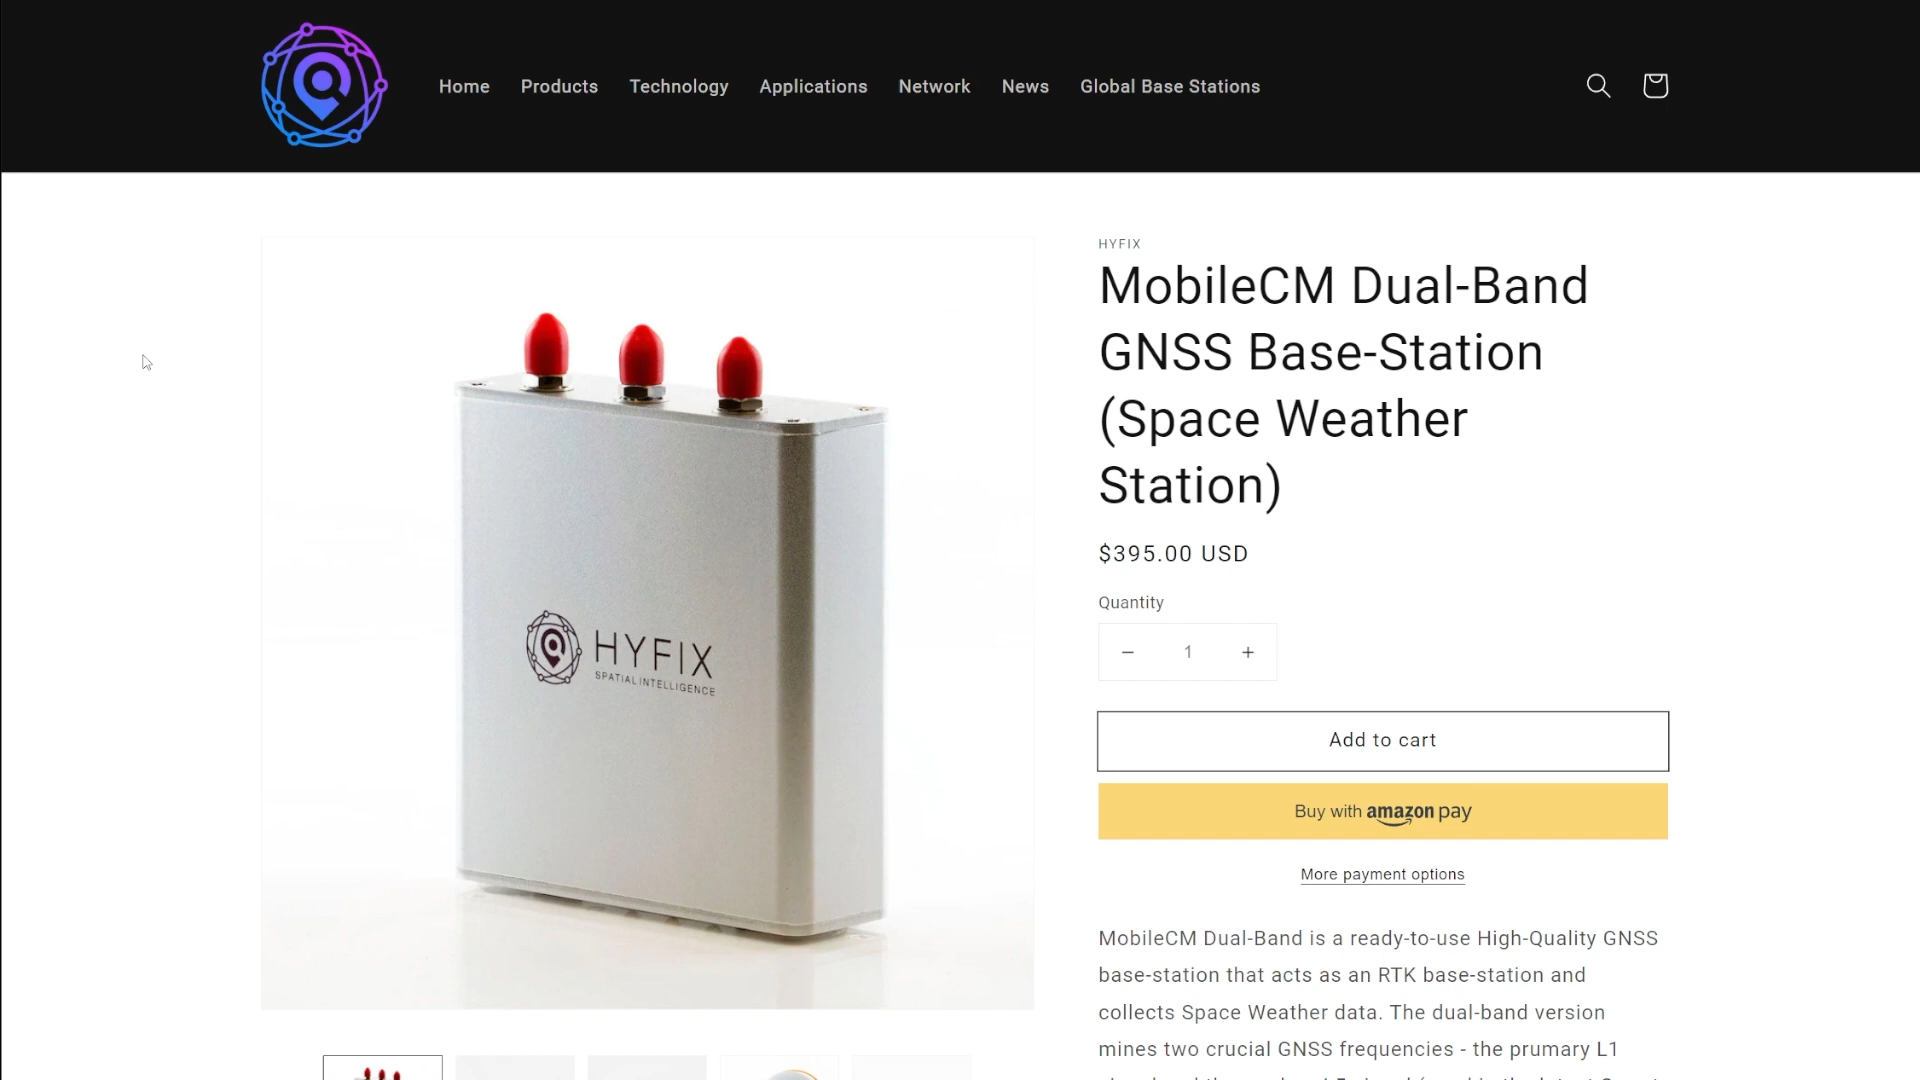 Home Products Technology Applications Network News Global Base Stations
HYFIX
MobileCM Dual-Band
GNSS Base-Station
(Space Weather
Station)
$395.00 USD
Quantity
− 1 +
Add to cart
Buy with amazon pay
More payment options
MobileCM Dual-Band is a ready-to-use High-Quality GNSS
base-station that acts as an RTK base-station and
collects Space Weather data. The dual-band version
mines two crucial GNSS frequencies - the prumary L1
HYFIX
SPATIAL INTELLIGENCE